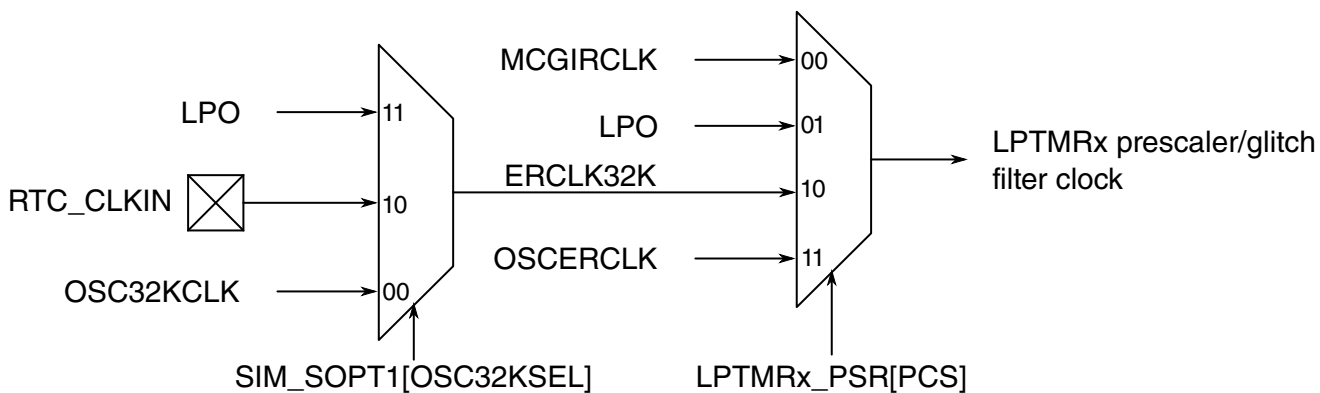 MCGIRCLK
00
LPO
11
LPO
01
LPTMRx prescaler/glitch
filter clock
ERCLK32K
10
RTC_CLKIN
10
OSCERCLK
11
OSC32KCLK
00
SIM_SOPT1[OSC32KSEL]
LPTMRx_PSR[PCS]